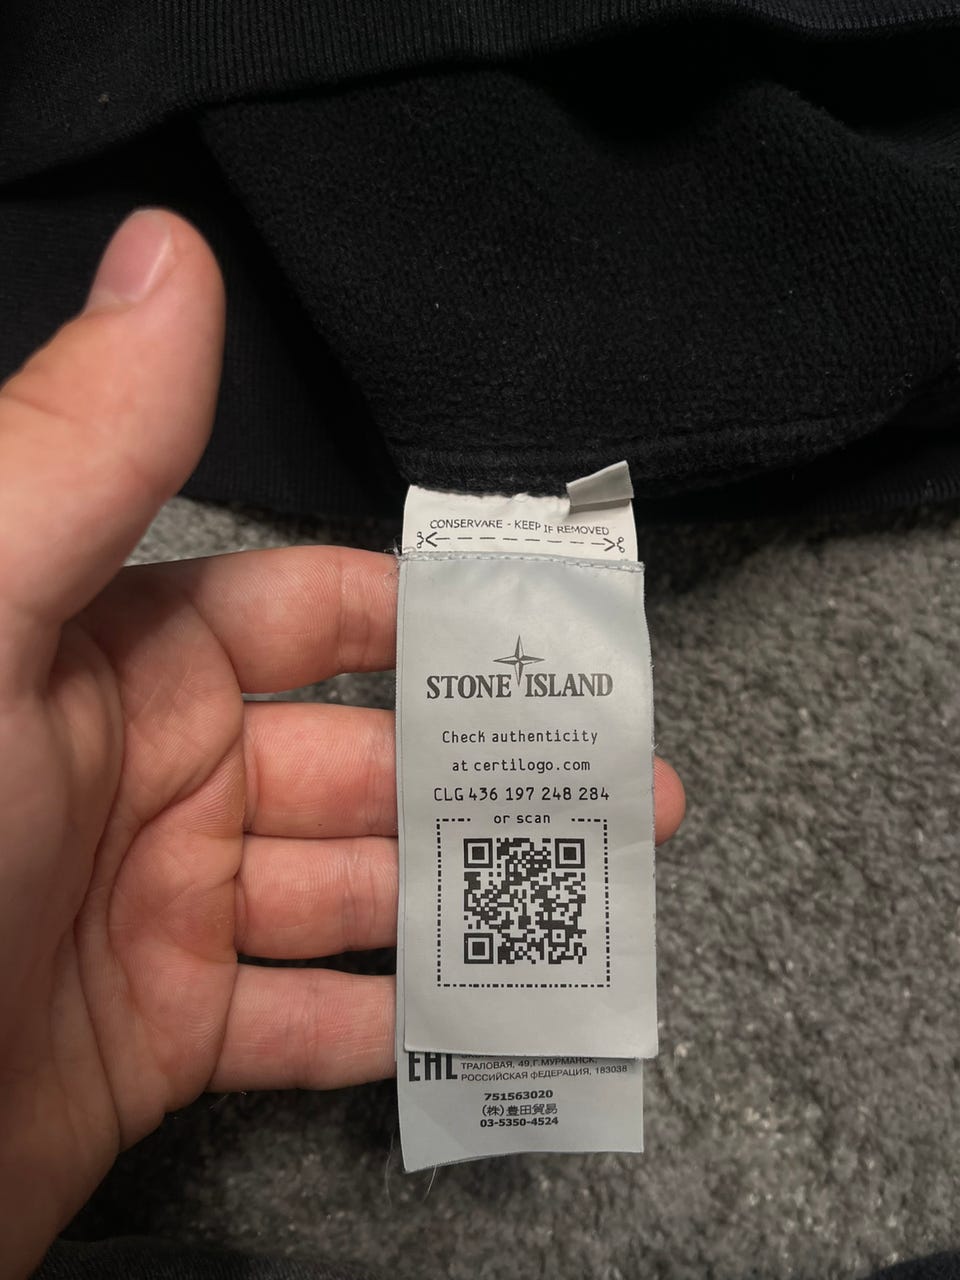 CONSERVARE - KEEP IF REMOVED
STONE ISLAND
Check authenticity
at certilogo.com
CLG 436 197 248 284
or scan
EAC
ТРАЛОВАЯ, 49,Г.МУРМАНСК,
РОССИЙСКАЯ ФЕДЕРАЦИЯ, 183038
751563020
(株) 豊田貿易
03-5350-4524